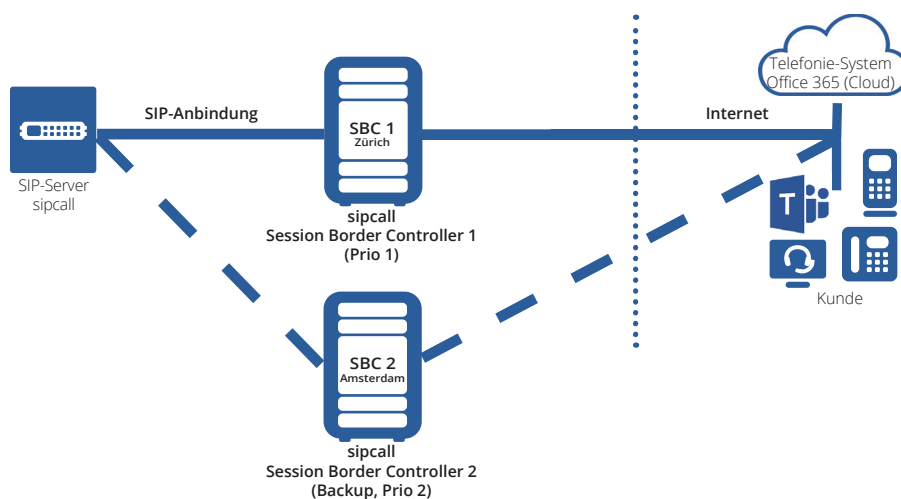 Telefonie-System
Office 365 (Cloud)
SIP-Anbindung
Internet
SBC 1
Zürich
SIP-Server
sipcall
T
sipcall
Session Border Controller 1
(Prio 1)
Kunde
SBC 2
Amsterdam
sipcall
Session Border Controller 2
(Backup, Prio 2)